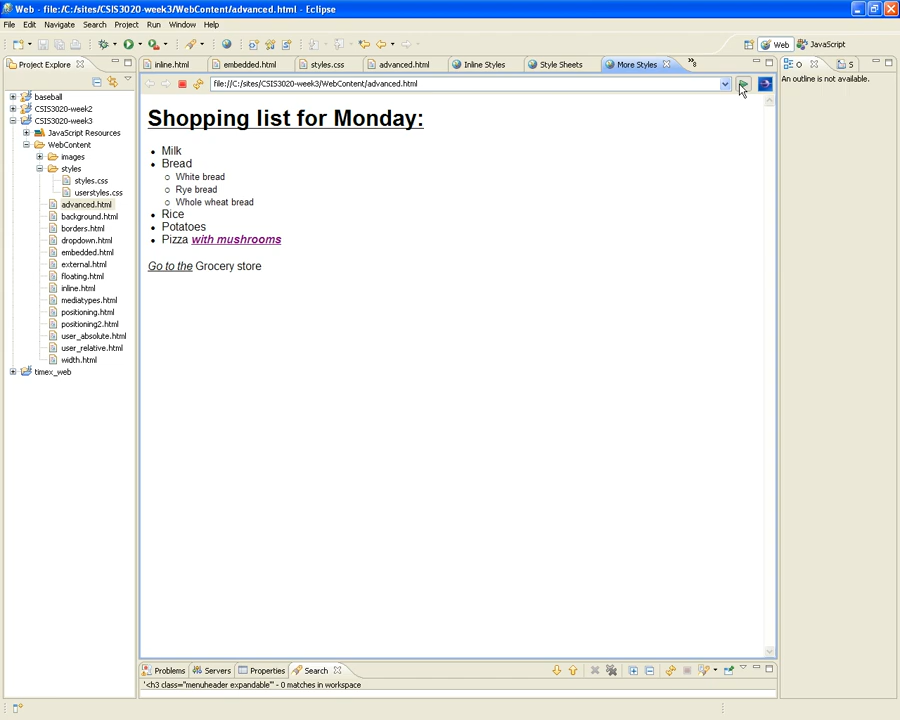 Web - file:/C:/sites/CSIS3020-week3/WebContent/advanced.html - Eclipse
File Edit Navigate Search Project Run Window Help
Web JavaScript
Project Explore
inline.html embedded.html styles.css advanced.html Inline Styles Style Sheets More Styles »8
O S
file://C:/sites/CSIS3020-week3/WebContent/advanced.html
An outline is not available.
baseball
CSIS3020-week2
CSIS3020-week3
JavaScript Resources
WebContent
images
styles
styles.css
userstyles.css
advanced.html
background.html
borders.html
dropdown.html
embedded.html
external.html
floating.html
inline.html
mediatypes.html
positioning.html
positioning2.html
user_absolute.html
user_relative.html
width.html
timex_web
Shopping list for Monday:
Milk
Bread
White bread
Rye bread
Whole wheat bread
Rice
Potatoes
Pizza with mushrooms
Go to the Grocery store
Problems Servers Properties Search
'<h3 class="menuheader expandable"' - 0 matches in workspace